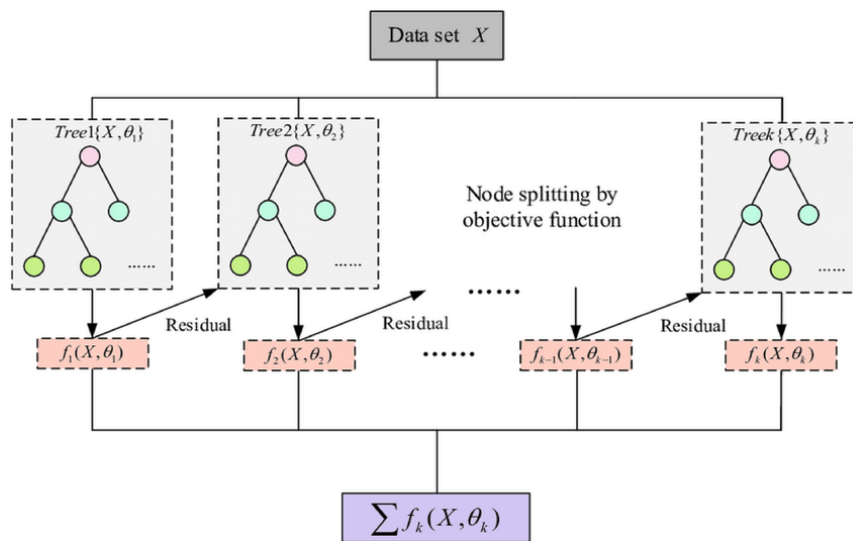 Data set X
Tree1{X,θ₁}
Tree2{X,θ₂}
Treek{X,θₖ}
Node splitting by
objective function
......
......
......
......
Residual
Residual
Residual
f₁(X,θ₁)
f₂(X,θ₂)
......
fₖ₋₁(X,θₖ₋₁)
fₖ(X,θₖ)
∑ fₖ(X,θₖ)